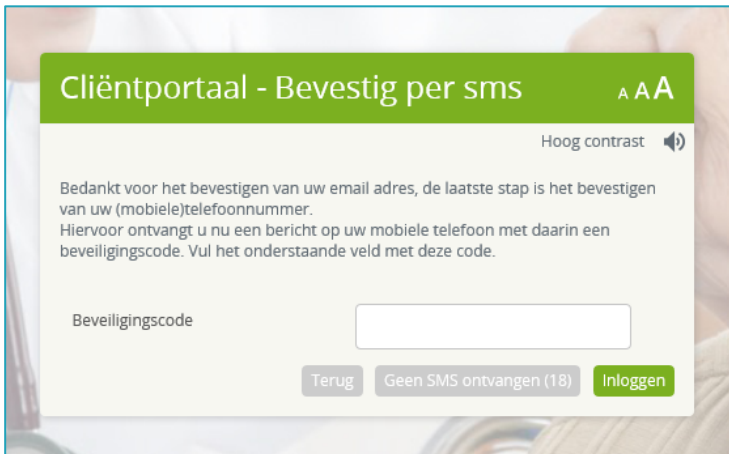 Cliëntportaal - Bevestig per sms A A A
Hoog contrast
Bedankt voor het bevestigen van uw email adres, de laatste stap is het bevestigen
van uw (mobiele)telefoonnummer.
Hiervoor ontvangt u nu een bericht op uw mobiele telefoon met daarin een
beveiligingscode. Vul het onderstaande veld met deze code.
Beveiligingscode
Terug Geen SMS ontvangen (18) Inloggen